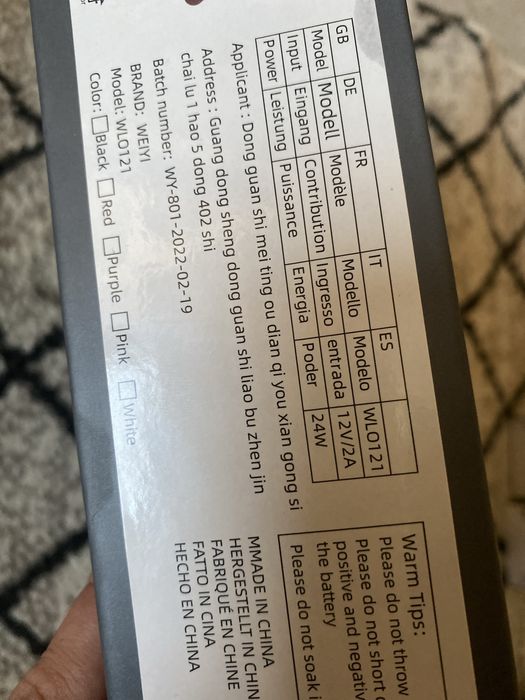 GB DE FR IT ES
Model Modell Modèle Modello Modelo WLO121
Input Eingang Contribution Ingresso entrada 12V/2A
Power Leistung Puissance Energia Poder 24W
Applicant : Dong guan shi mei ting ou dian qi you xian gong si
Address : Guang dong sheng dong guan shi liao bu zhen jin
chai lu 1 hao 5 dong 402 shi
Batch number: WY-801-2022-02-19
BRAND: WEIYI
Model: WLO121
Color: Black Red Purple Pink White
Warm Tips:
Please do not throw
Please do not short
positive and negativ
the battery
Please do not soak i
MMADE IN CHINA
HERGESTELLT IN CHIN
FABRIQUÉ EN CHINE
FATTO IN CINA
HECHO EN CHINA